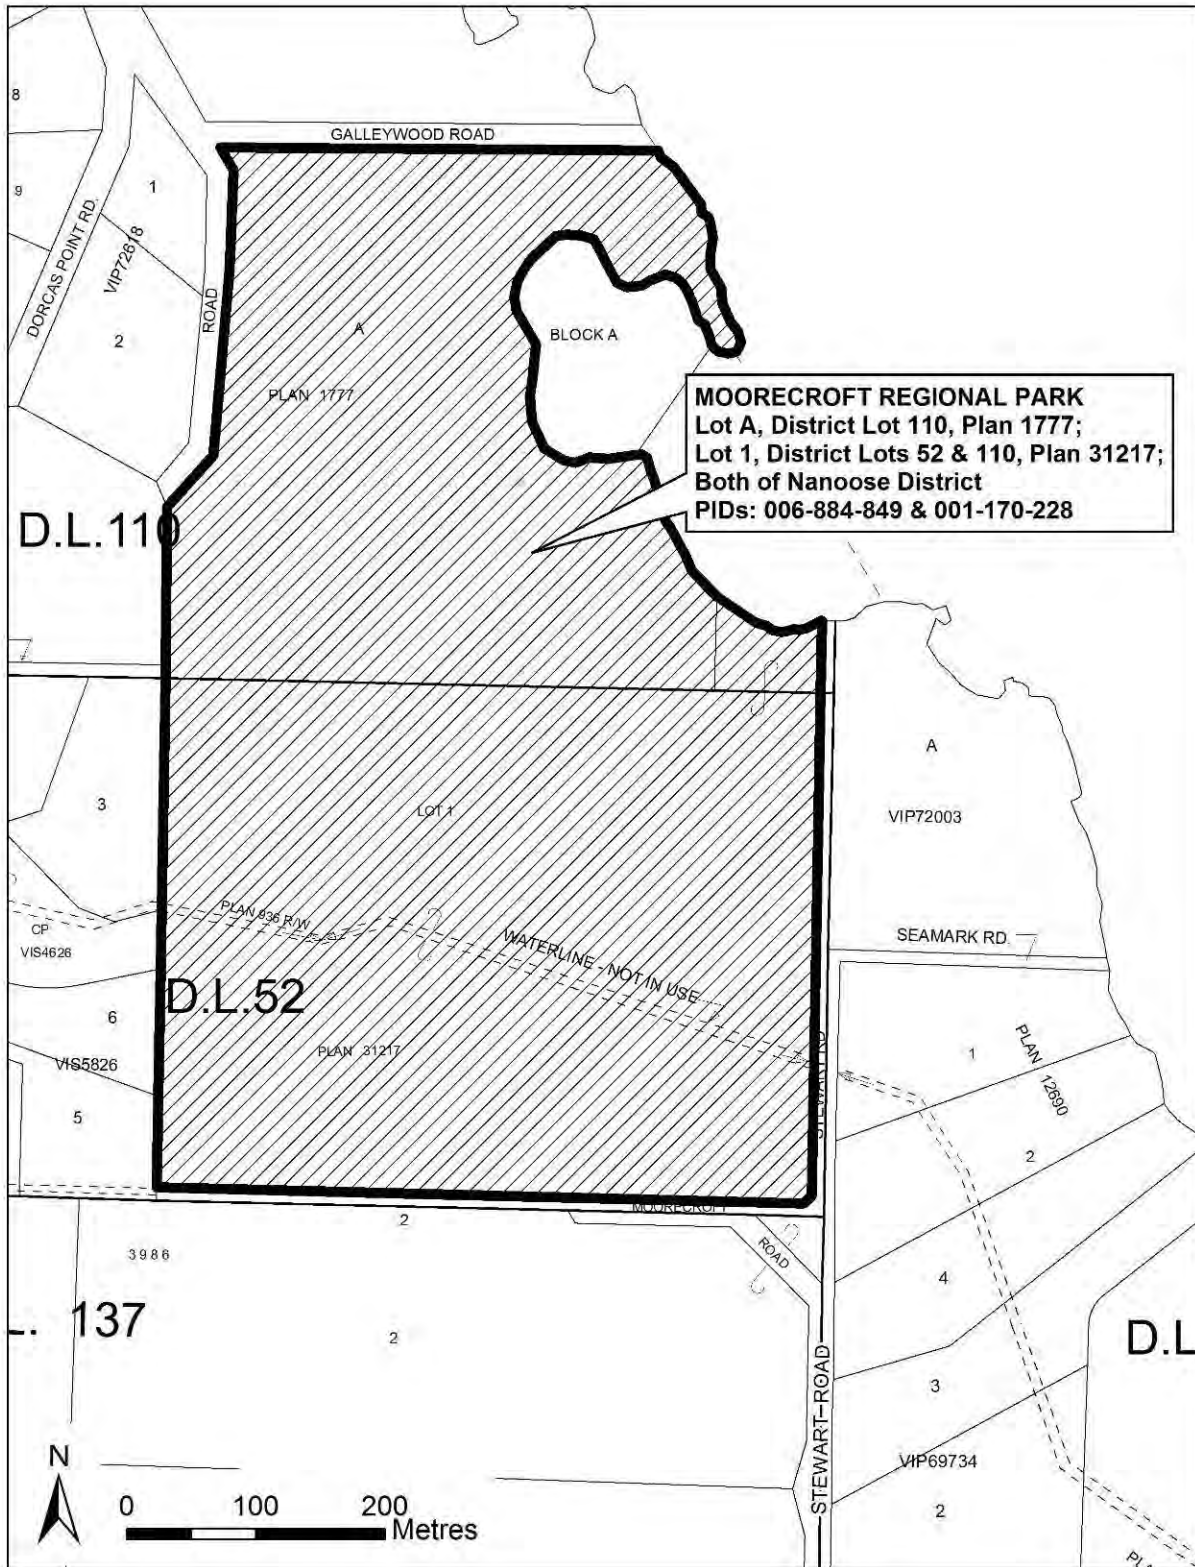 8
GALLEYWOOD ROAD
9
1
DORCAS POINT RD.
VIP72618
ROAD
2
A
BLOCK A
PLAN 1777
MOORECROFT REGIONAL PARK
Lot A, District Lot 110, Plan 1777;
Lot 1, District Lots 52 & 110, Plan 31217;
Both of Nanoose District
PIDs: 006-884-849 & 001-170-228
D.L.110
A
3
LOT 1
VIP72003
PLAN 936 R/W
CP
VIS4626
WATERLINE - NOT IN USE
SEAMARK RD.
D.L.52
6
PLAN 31217
VIS5826
STEWART RD
1
PLAN 12690
5
2
MOORECROFT
ROAD
2
3986
4
L. 137
2
D.L
3
STEWART ROAD
VIP69734
2
N
0 100 200
Metres